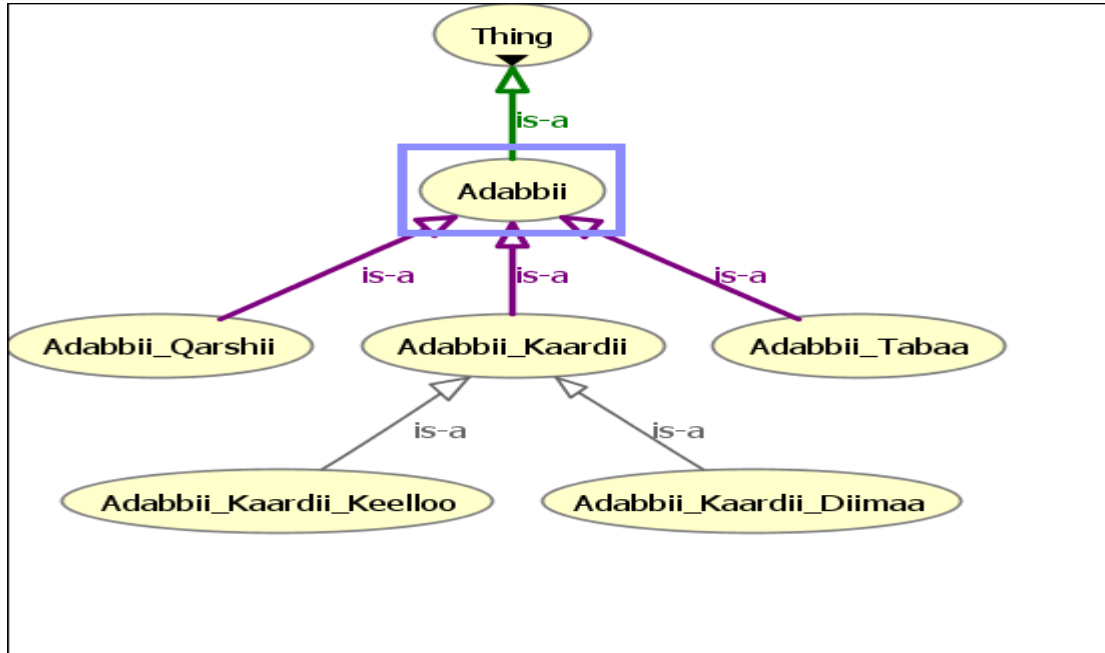 Thing
is-a
Adabbii
is-a is-a is-a
Adabbii_Qarshii Adabbii_Kaardii Adabbii_Tabaa
is-a is-a
Adabbii_Kaardii_Keelloo Adabbii_Kaardii_Diimaa